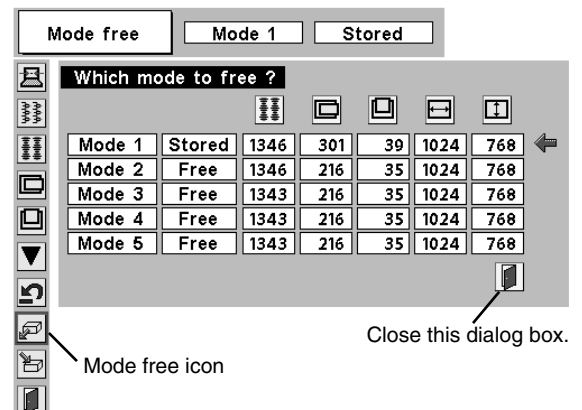 Mode free Mode 1 Stored
Which mode to free ?
Mode 1 Stored 1346 301 39 1024 768
Mode 2 Free 1346 216 35 1024 768
Mode 3 Free 1343 216 35 1024 768
Mode 4 Free 1343 216 35 1024 768
Mode 5 Free 1343 216 35 1024 768
Close this dialog box.
Mode free icon